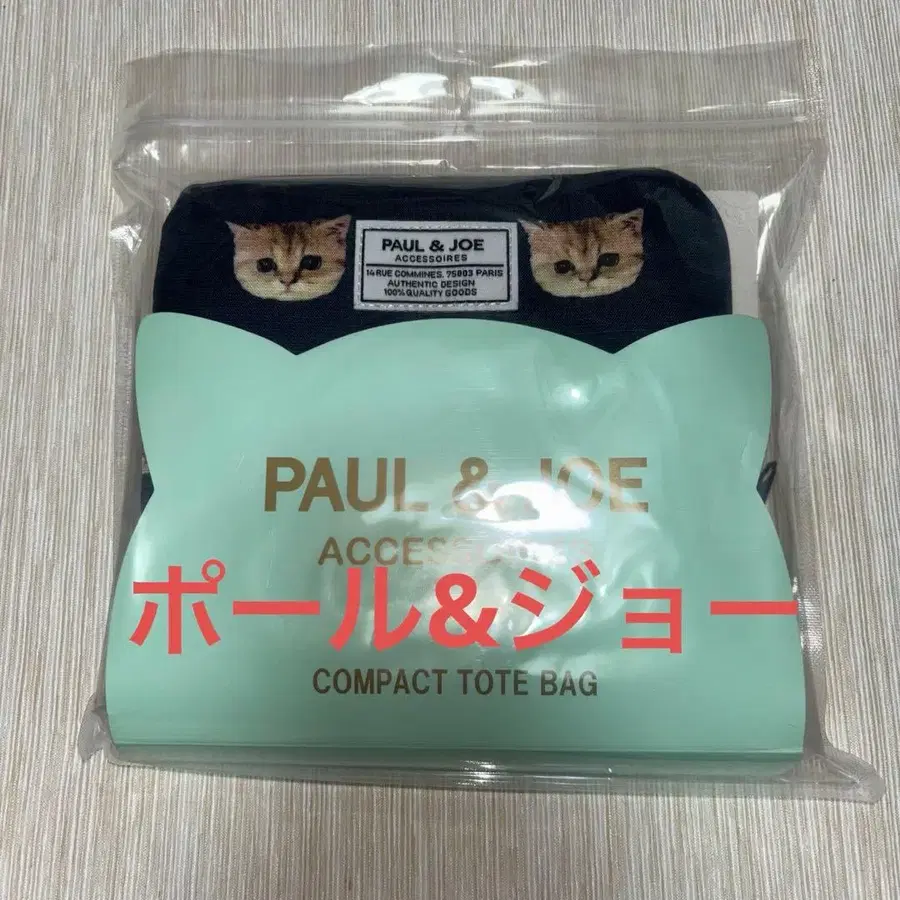 PAUL & JOE
ACCESSOIRES
14 RUE COMMINES. 75003 PARIS
AUTHENTIC DESIGN
100% QUALITY GOODS
PAUL & JOE
ACCESSOIRES
ポール&ジョー
COMPACT TOTE BAG